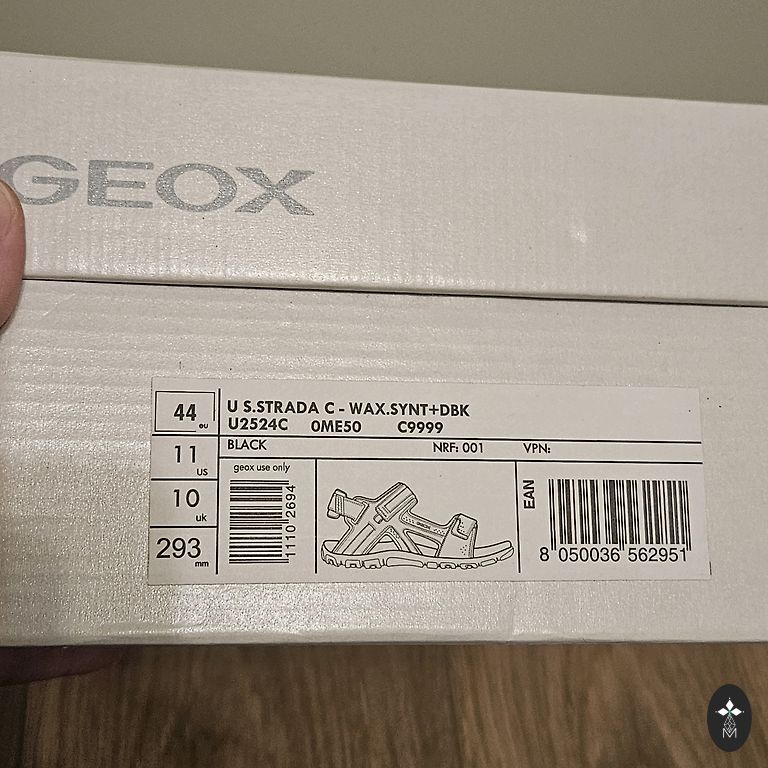 GEOX
44 eu
U S.STRADA C - WAX.SYNT+DBK
U2524C 0ME50 C9999
11 US
BLACK NRF: 001 VPN:
geox use only
10 uk
293 mm
1110 2694
EAN
8 050036 562951
M